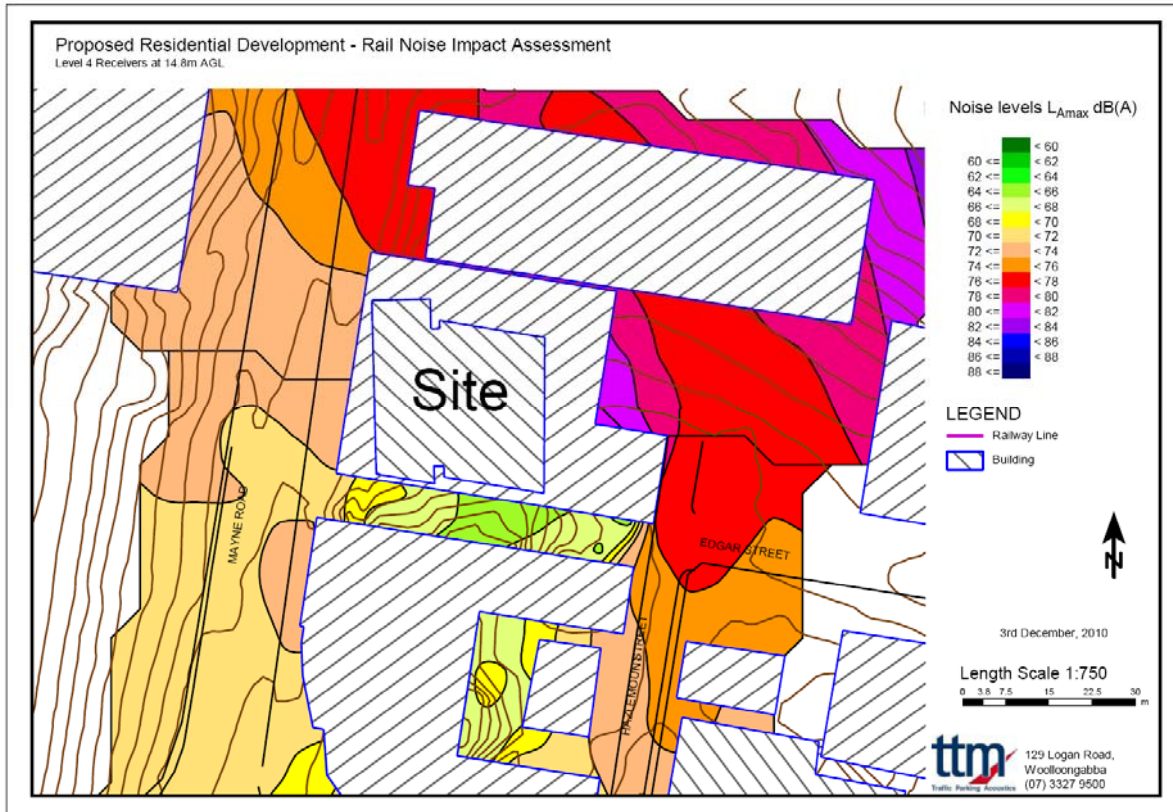 Proposed Residential Development - Rail Noise Impact Assessment
Level 4 Receivers at 14.8m AGL
Noise levels LAmax dB(A)
< 60
60 <= < 62
62 <= < 64
64 <= < 66
66 <= < 68
68 <= < 70
70 <= < 72
72 <= < 74
74 <= < 76
76 <= < 78
78 <= < 80
80 <= < 82
82 <= < 84
84 <= < 86
86 <= < 88
88 <=
LEGEND
Railway Line
Building
Site
MAYNE ROAD
EDGAR STREET
HAZLEMOUNT STREET
N
3rd December, 2010
Length Scale 1:750
0 3.8 7.5 15 22.5 30
m
ttm
Traffic Parking Acoustics
129 Logan Road,
Woolloongabba
(07) 3327 9500